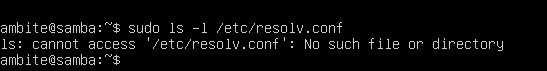 ambite@samba:~$ sudo ls -l /etc/resolv.conf
ls: cannot access '/etc/resolv.conf': No such file or directory
ambite@samba:~$